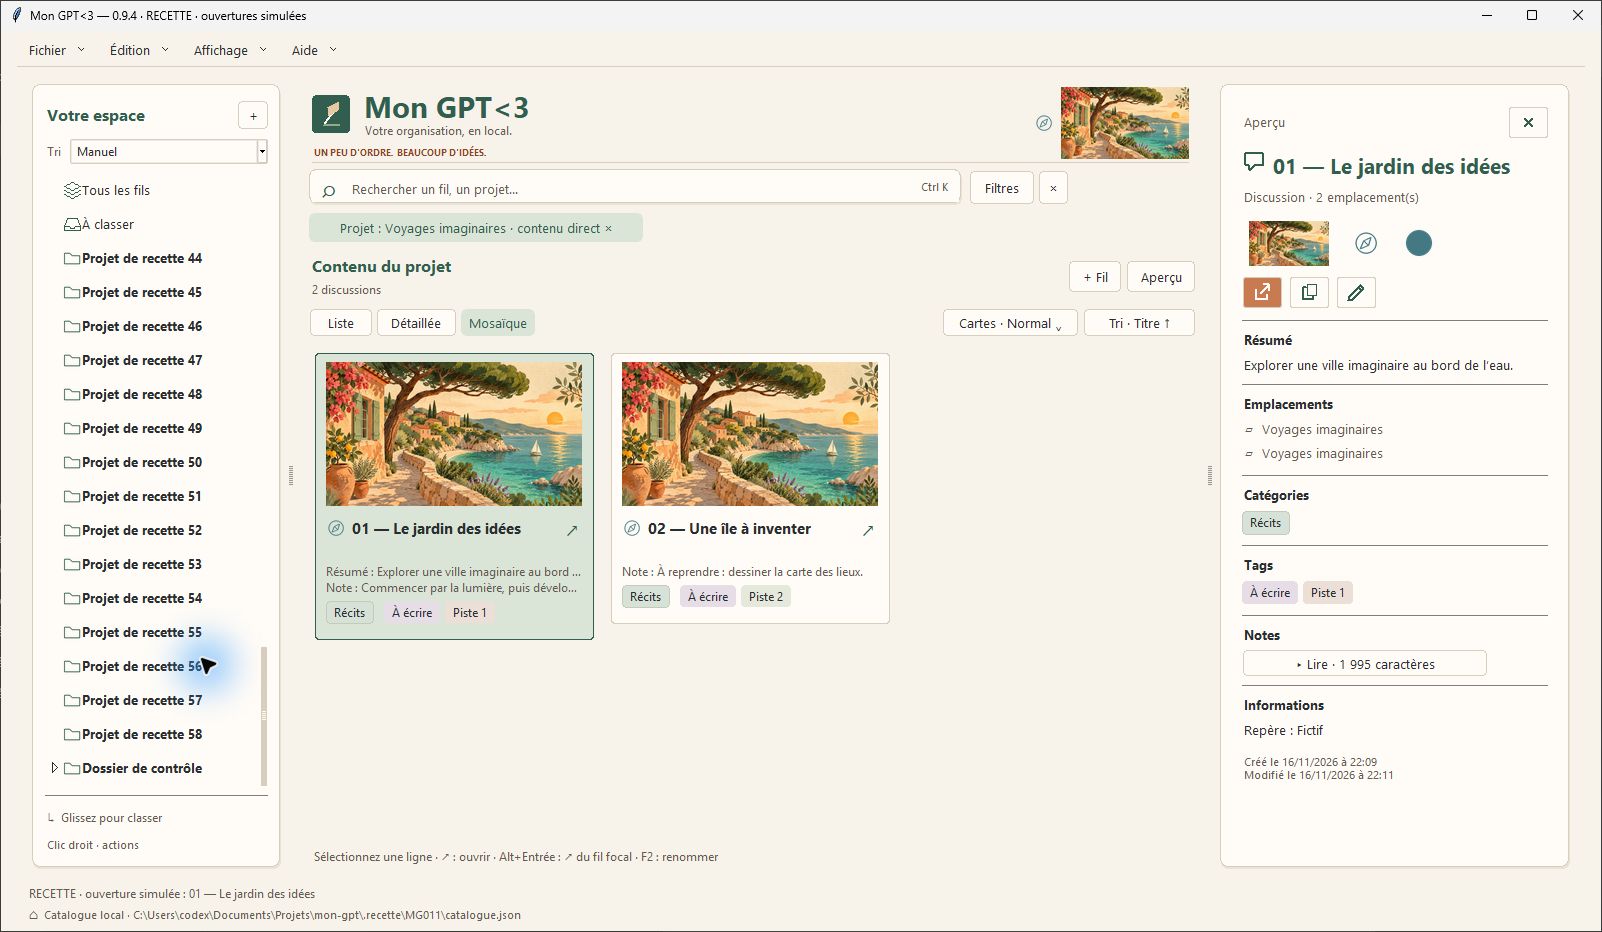 Mon GPT<3 — 0.9.4 · RECETTE · ouvertures simulées
Fichier Édition Affichage Aide
Votre espace
+
Tri Manuel
Tous les fils
À classer
Projet de recette 44
Projet de recette 45
Projet de recette 46
Projet de recette 47
Projet de recette 48
Projet de recette 49
Projet de recette 50
Projet de recette 51
Projet de recette 52
Projet de recette 53
Projet de recette 54
Projet de recette 55
Projet de recette 56
Projet de recette 57
Projet de recette 58
Dossier de contrôle
↳ Glissez pour classer
Clic droit · actions
Mon GPT<3
Votre organisation, en local.
UN PEU D'ORDRE. BEAUCOUP D'IDÉES.
Rechercher un fil, un projet... Ctrl K
Filtres ×
Projet : Voyages imaginaires · contenu direct ×
Contenu du projet
2 discussions
+ Fil Aperçu
Liste Détaillée Mosaïque
Cartes · Normal Tri · Titre ↑
01 — Le jardin des idées ↗
Résumé : Explorer une ville imaginaire au bord ...
Note : Commencer par la lumière, puis dévelo...
Récits À écrire Piste 1
02 — Une île à inventer ↗
Note : À reprendre : dessiner la carte des lieux.
Récits À écrire Piste 2
Sélectionnez une ligne · ↗ : ouvrir · Alt+Entrée : ↗ du fil focal · F2 : renommer
Aperçu
×
01 — Le jardin des idées
Discussion · 2 emplacement(s)
Résumé
Explorer une ville imaginaire au bord de l'eau.
Emplacements
Voyages imaginaires
Voyages imaginaires
Catégories
Récits
Tags
À écrire Piste 1
Notes
‣ Lire · 1 995 caractères
Informations
Repère : Fictif
Créé le 16/11/2026 à 22:09
Modifié le 16/11/2026 à 22:11
RECETTE · ouverture simulée : 01 — Le jardin des idées
Catalogue local · C:\Users\codex\Documents\Projets\mon-gpt\.recette\MG011\catalogue.json